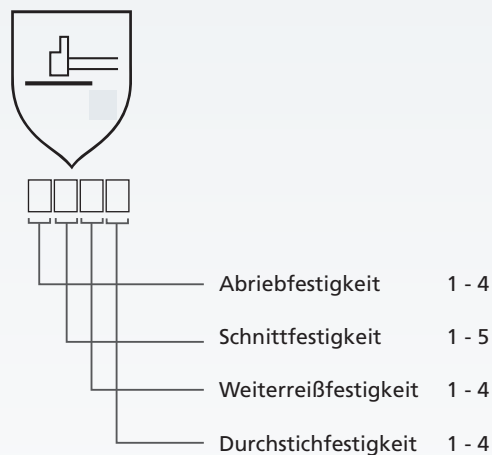 Abriebfestigkeit 1 - 4
Schnittfestigkeit 1 - 5
Weiterreißfestigkeit 1 - 4
Durchstichfestigkeit 1 - 4